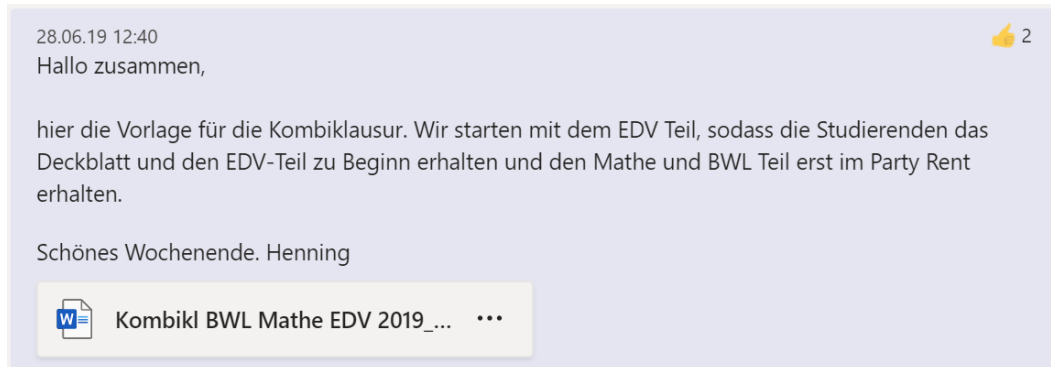 28.06.19 12:40
2
Hallo zusammen,
hier die Vorlage für die Kombiklausur. Wir starten mit dem EDV Teil, sodass die Studierenden das
Deckblatt und den EDV-Teil zu Beginn erhalten und den Mathe und BWL Teil erst im Party Rent
erhalten.
Schönes Wochenende. Henning
W
Kombikl BWL Mathe EDV 2019_... ...